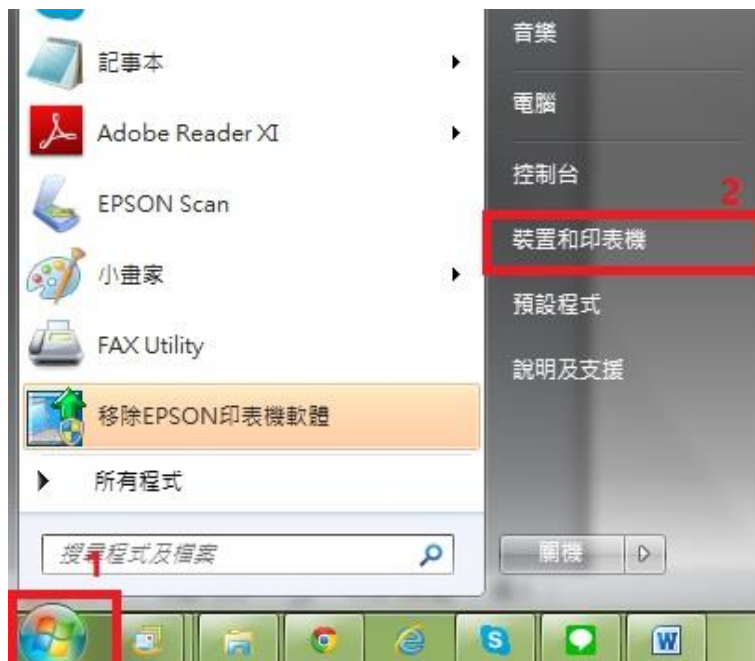 記事本
Adobe Reader XI
EPSON Scan
小畫家
FAX Utility
移除EPSON印表機軟體
所有程式
搜尋程式及檔案
1
音樂
電腦
控制台
2
裝置和印表機
預設程式
說明及支援
關機